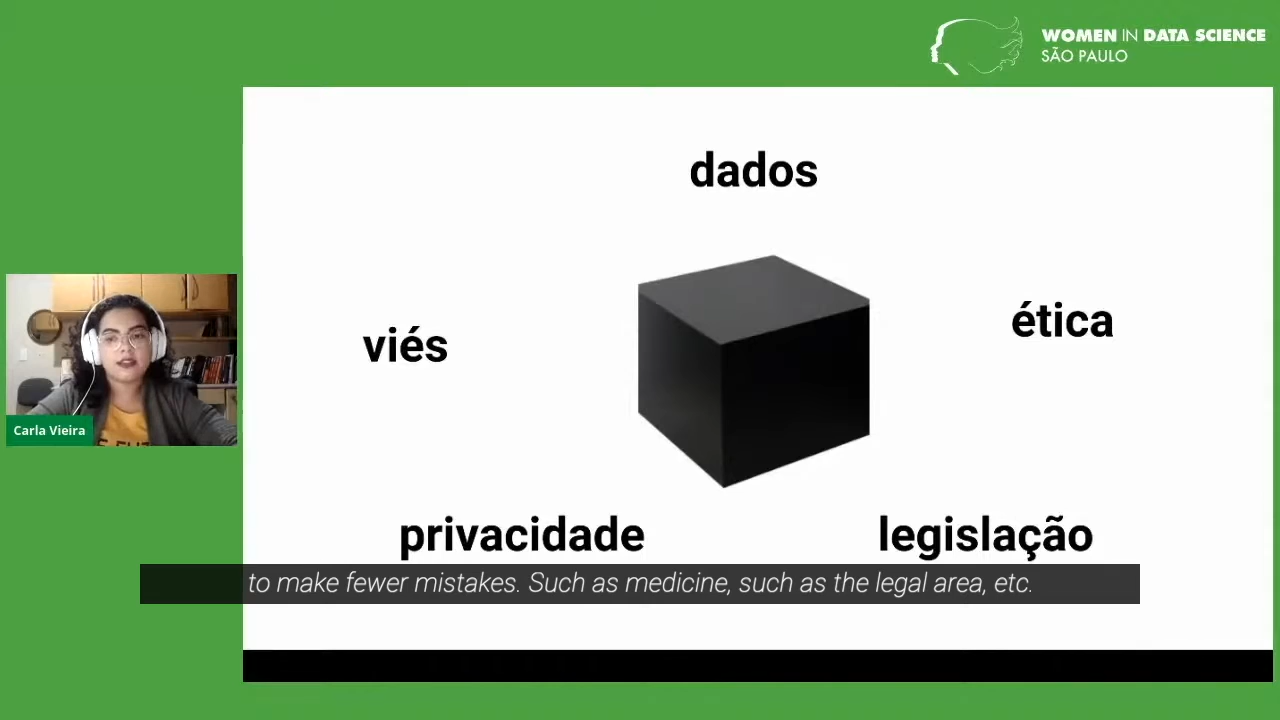 WOMEN IN DATA SCIENCE
SÃO PAULO
dados
ética
viés
Carla Vieira
privacidade
legislação
to make fewer mistakes. Such as medicine, such as the legal area, etc.